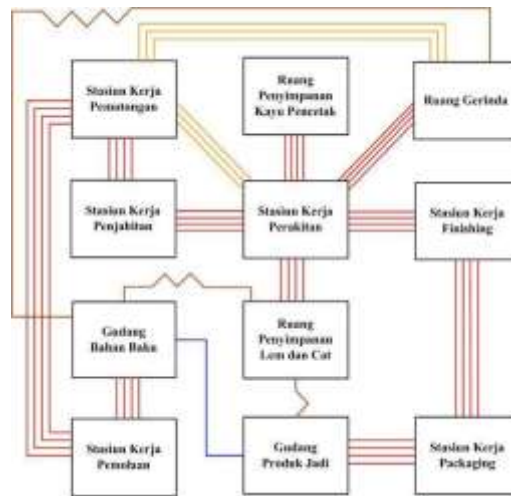 Stasiun Kerja
Pemotongan
Ruang
Penyimpanan
Kayu Pencetak
Ruang Gerinda
Stasiun Kerja
Penjahitan
Stasiun Kerja
Perakitan
Stasiun Kerja
Finishing
Gudang
Bahan Baku
Ruang
Penyimpanan
Lem dan Cat
Stasiun Kerja
Pemolaan
Gudang
Produk Jadi
Stasiun Kerja
Packaging